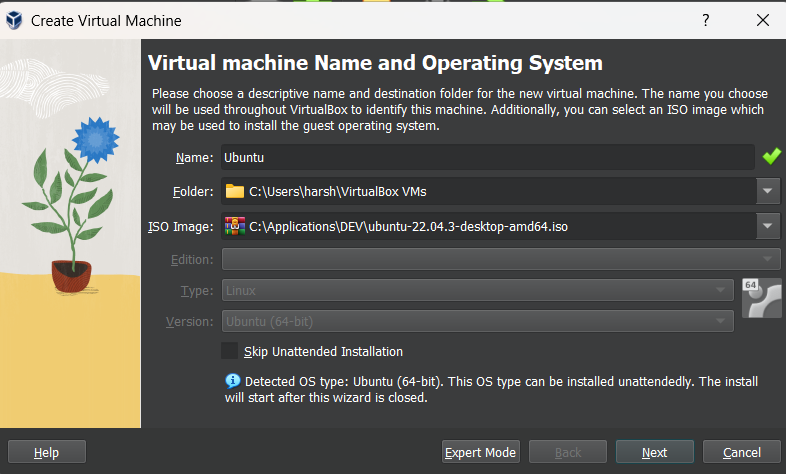 Create Virtual Machine ?
Virtual machine Name and Operating System
Please choose a descriptive name and destination folder for the new virtual machine. The name you choose
will be used throughout VirtualBox to identify this machine. Additionally, you can select an ISO image which
may be used to install the guest operating system.
Name: Ubuntu
Folder: C:\Users\harsh\VirtualBox VMs
ISO Image: C:\Applications\DEV\ubuntu-22.04.3-desktop-amd64.iso
Edition:
Type: Linux
64
Version: Ubuntu (64-bit)
Skip Unattended Installation
Detected OS type: Ubuntu (64-bit). This OS type can be installed unattendedly. The install
will start after this wizard is closed.
Help Expert Mode Back Next Cancel